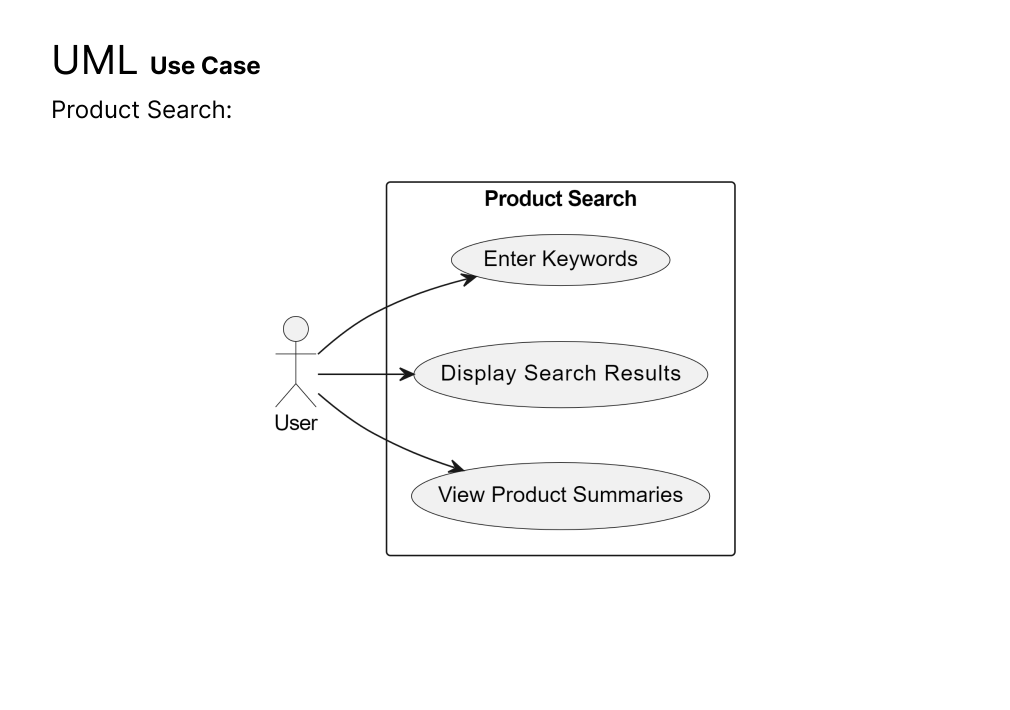 UML Use Case
Product Search:
Product Search
Enter Keywords
Display Search Results
User
View Product Summaries